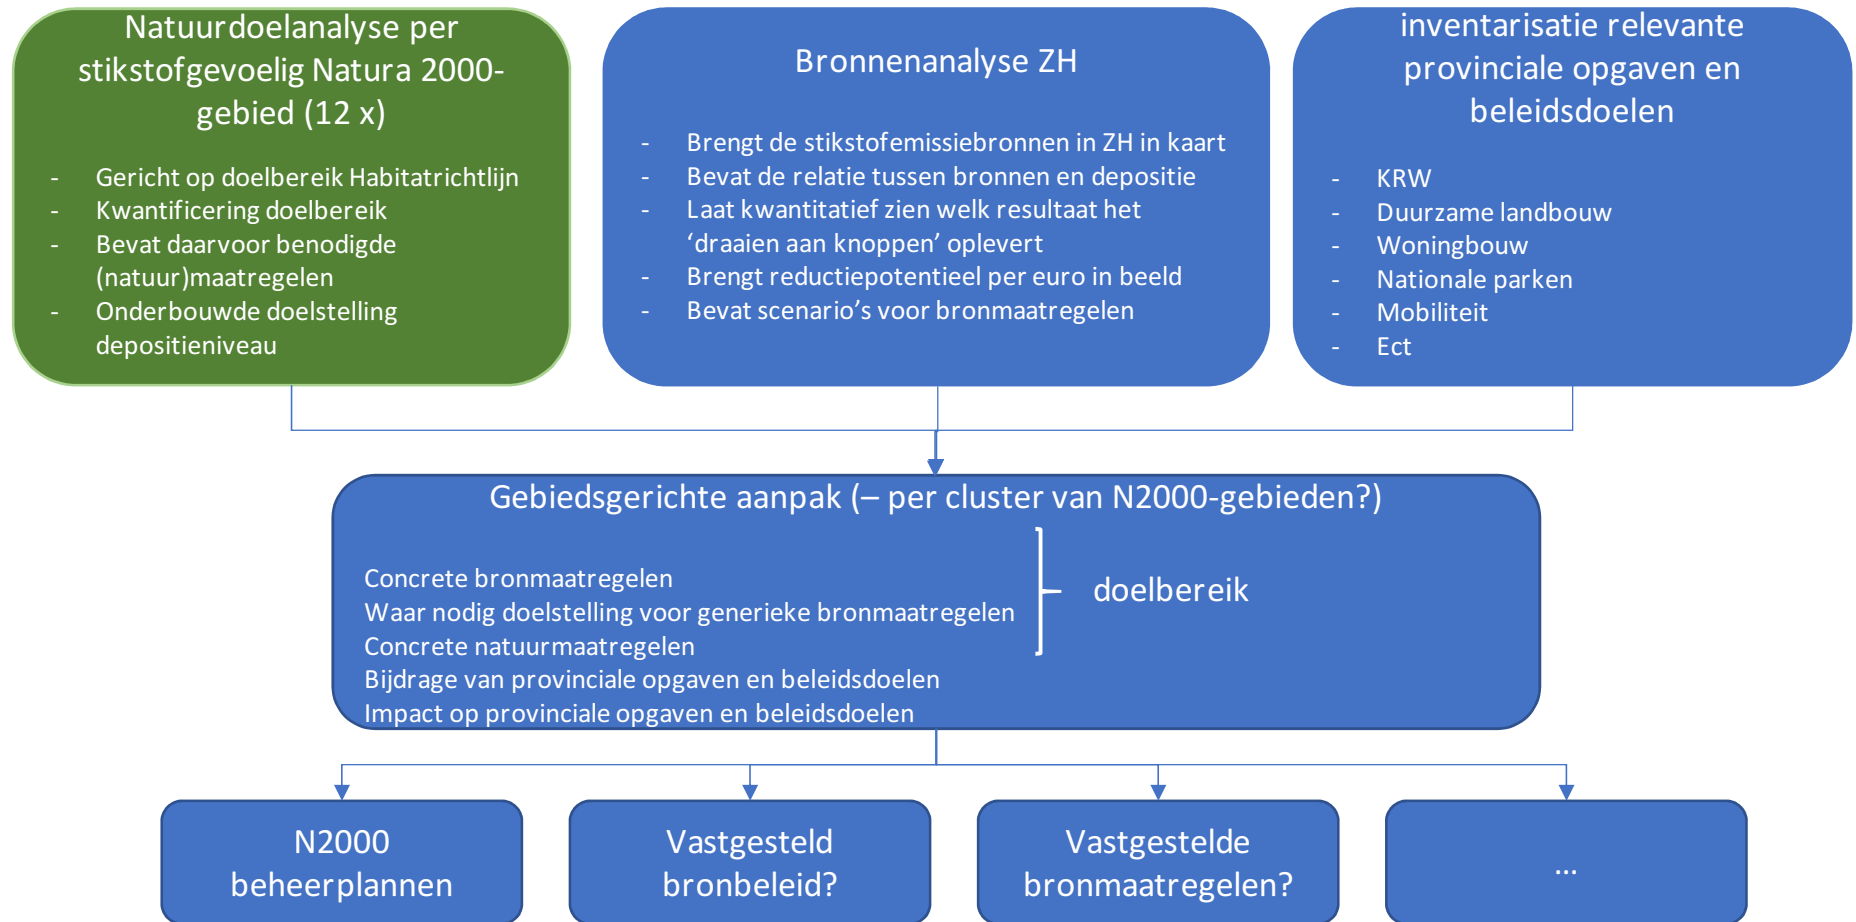 Natuurdoelanalyse per
stikstofgevoelig Natura 2000-
gebied (12 x)
- Gericht op doelbereik Habitatrichtlijn
- Kwantificering doelbereik
- Bevat daarvoor benodigde
(natuur)maatregelen
- Onderbouwde doelstelling
depositieniveau
Bronnenanalyse ZH
- Brengt de stikstofemissiebronnen in ZH in kaart
- Bevat de relatie tussen bronnen en depositie
- Laat kwantitatief zien welk resultaat het
‘draaien aan knoppen’ oplevert
- Brengt reductiepotentieel per euro in beeld
- Bevat scenario’s voor bronmaatregelen
inventarisatie relevante
provinciale opgaven en
beleidsdoelen
- KRW
- Duurzame landbouw
- Woningbouw
- Nationale parken
- Mobiliteit
- Ect
Gebiedsgerichte aanpak (– per cluster van N2000-gebieden?)
Concrete bronmaatregelen
Waar nodig doelstelling voor generieke bronmaatregelen
Concrete natuurmaatregelen
Bijdrage van provinciale opgaven en beleidsdoelen
Impact op provinciale opgaven en beleidsdoelen
doelbereik
N2000
beheerplannen
Vastgesteld
bronbeleid?
Vastgestelde
bronmaatregelen?
...